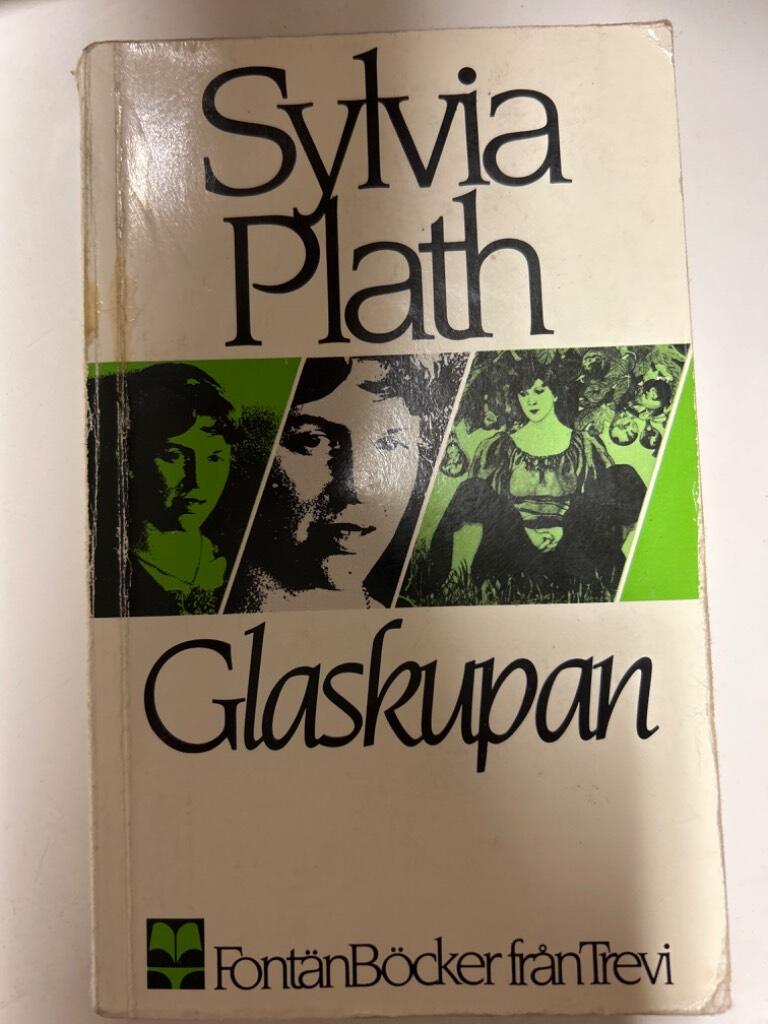 Sylvia
Plath
Glaskupan
FontänBöcker från Trevi